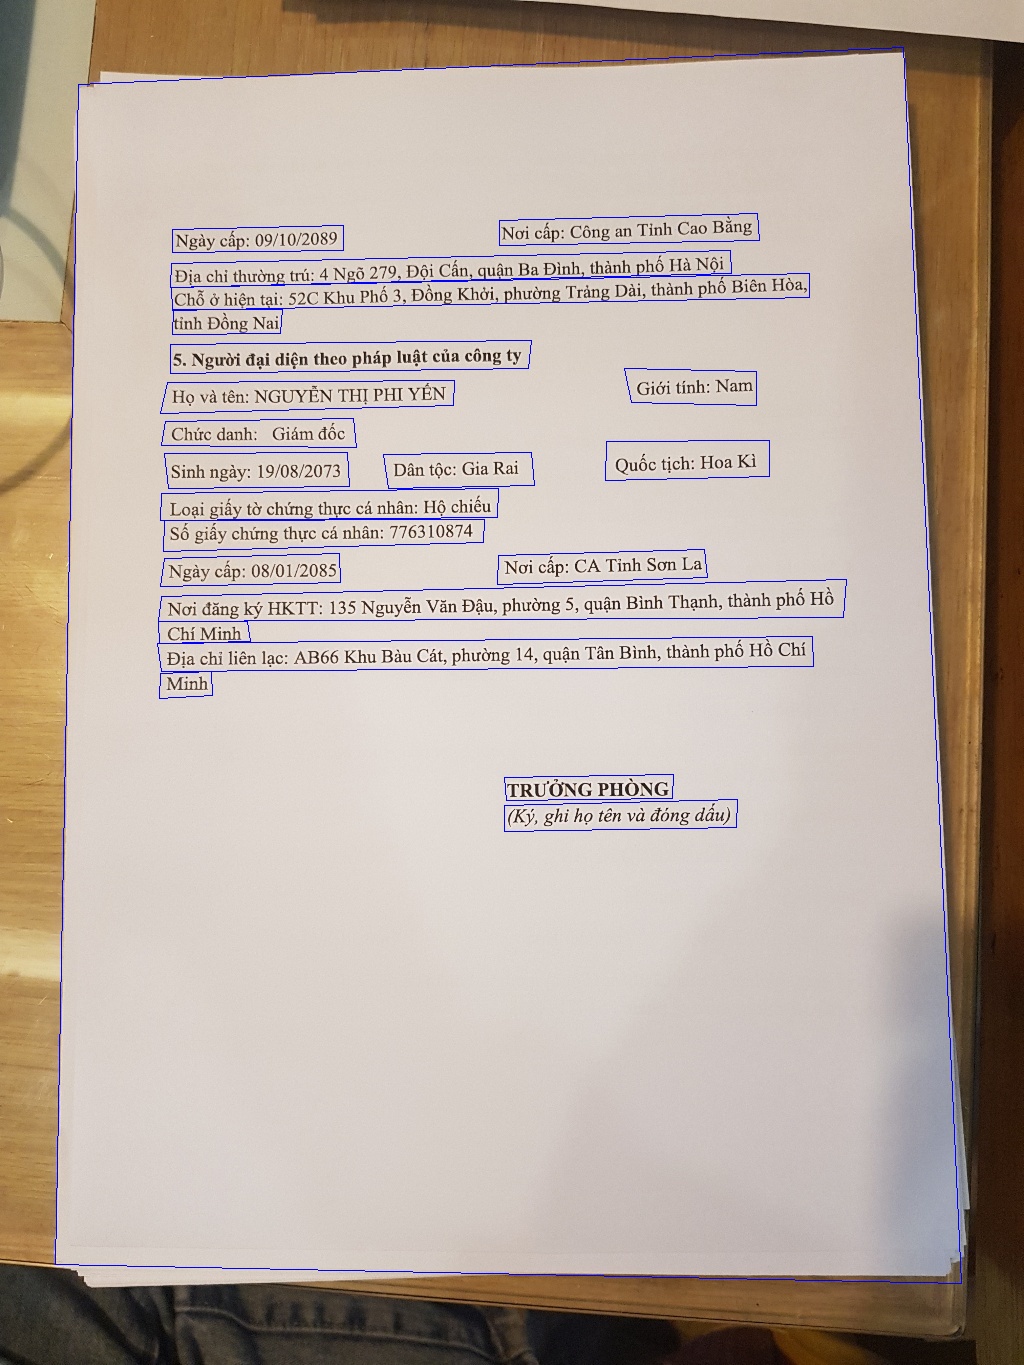 Ngày cấp: 09/10/2089 Nơi cấp: Công an Tỉnh Cao Bằng
Địa chỉ thường trú: 4 Ngõ 279, Đội Cấn, quận Ba Đình, thành phố Hà Nội
Chỗ ở hiện tại: 52C Khu Phố 3, Đồng Khởi, phường Trảng Dài, thành phố Biên Hòa,
tỉnh Đồng Nai
5. Người đại diện theo pháp luật của công ty
Họ và tên: NGUYỄN THỊ PHI YẾN Giới tính: Nam
Chức danh: Giám đốc
Sinh ngày: 19/08/2073 Dân tộc: Gia Rai Quốc tịch: Hoa Kì
Loại giấy tờ chứng thực cá nhân: Hộ chiếu
Số giấy chứng thực cá nhân: 776310874
Ngày cấp: 08/01/2085 Nơi cấp: CA Tỉnh Sơn La
Nơi đăng ký HKTT: 135 Nguyễn Văn Đậu, phường 5, quận Bình Thạnh, thành phố Hồ
Chí Minh
Địa chỉ liên lạc: AB66 Khu Bàu Cát, phường 14, quận Tân Bình, thành phố Hồ Chí
Minh
TRƯỞNG PHÒNG
(Ký, ghi họ tên và đóng dấu)